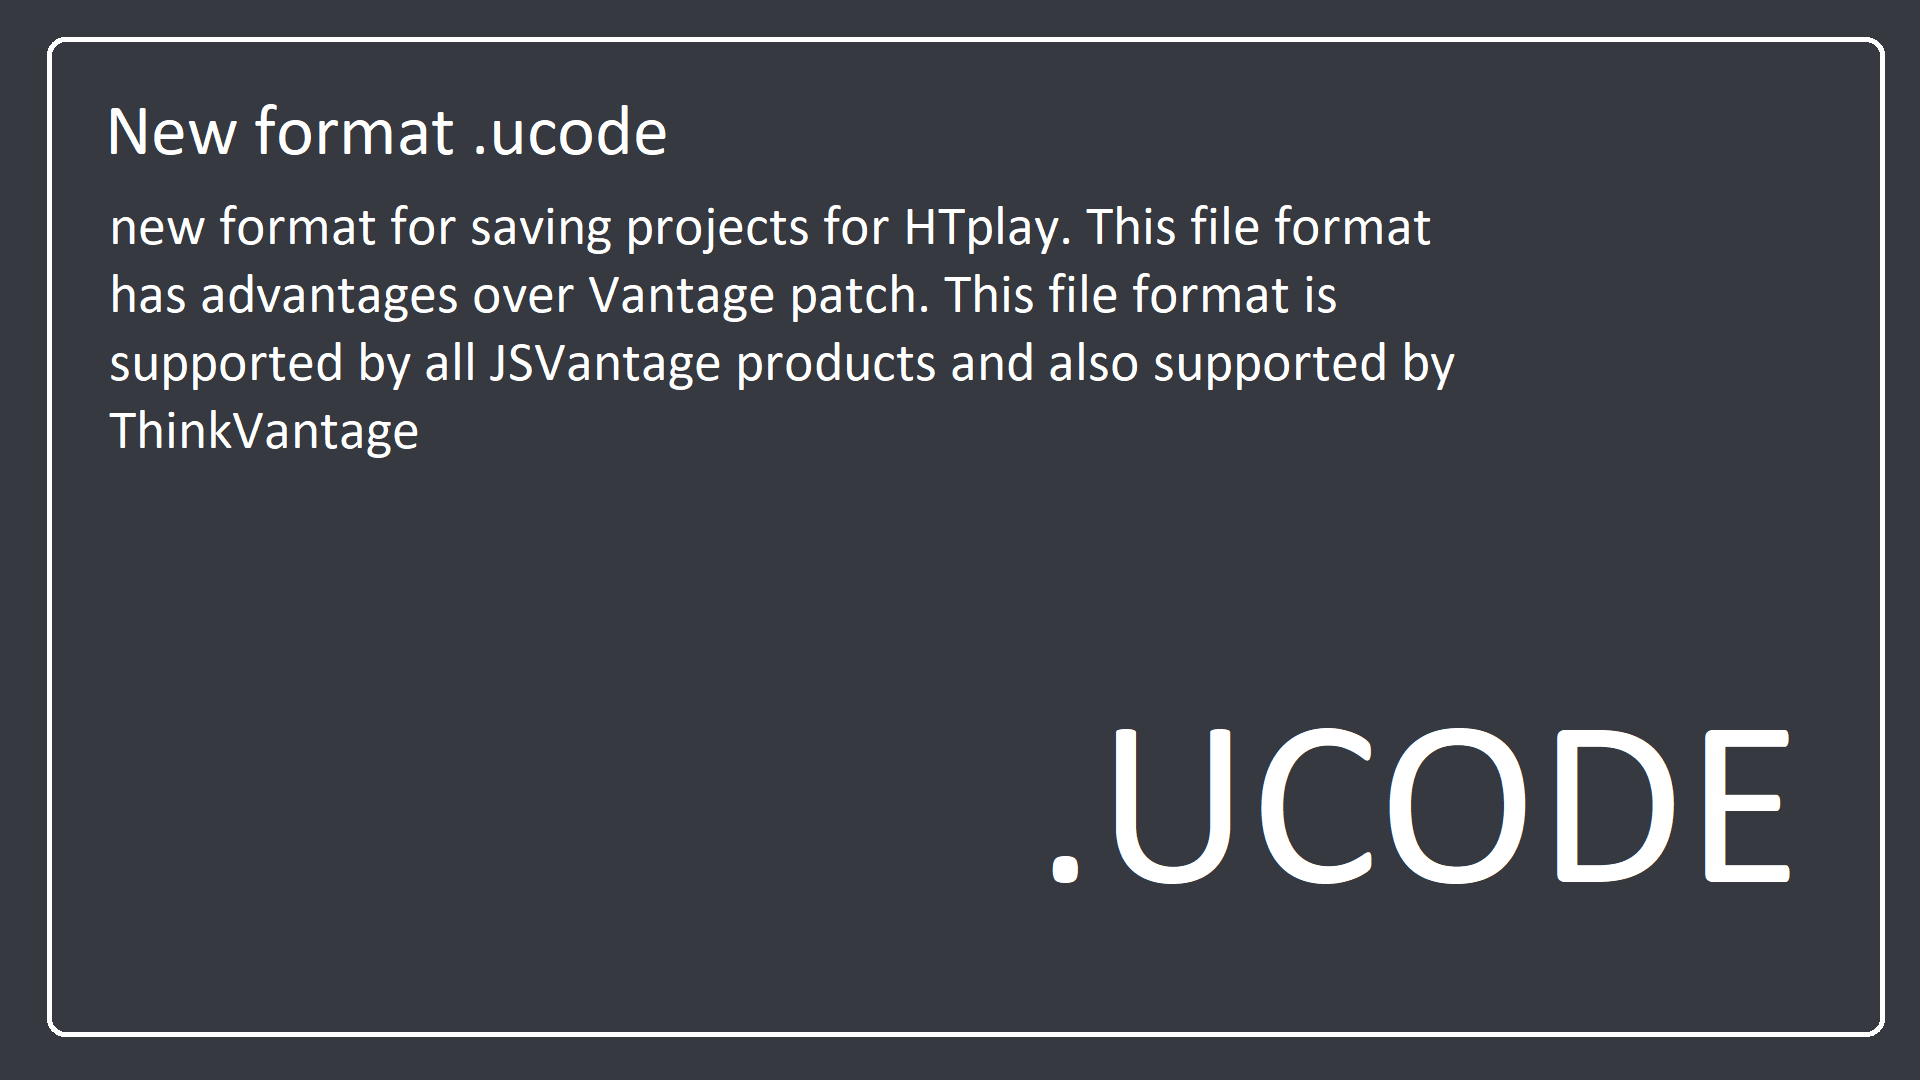 New format .ucode
new format for saving projects for HTplay. This file format
has advantages over Vantage patch. This file format is
supported by all JSVantage products and also supported by
ThinkVantage
.UCODE